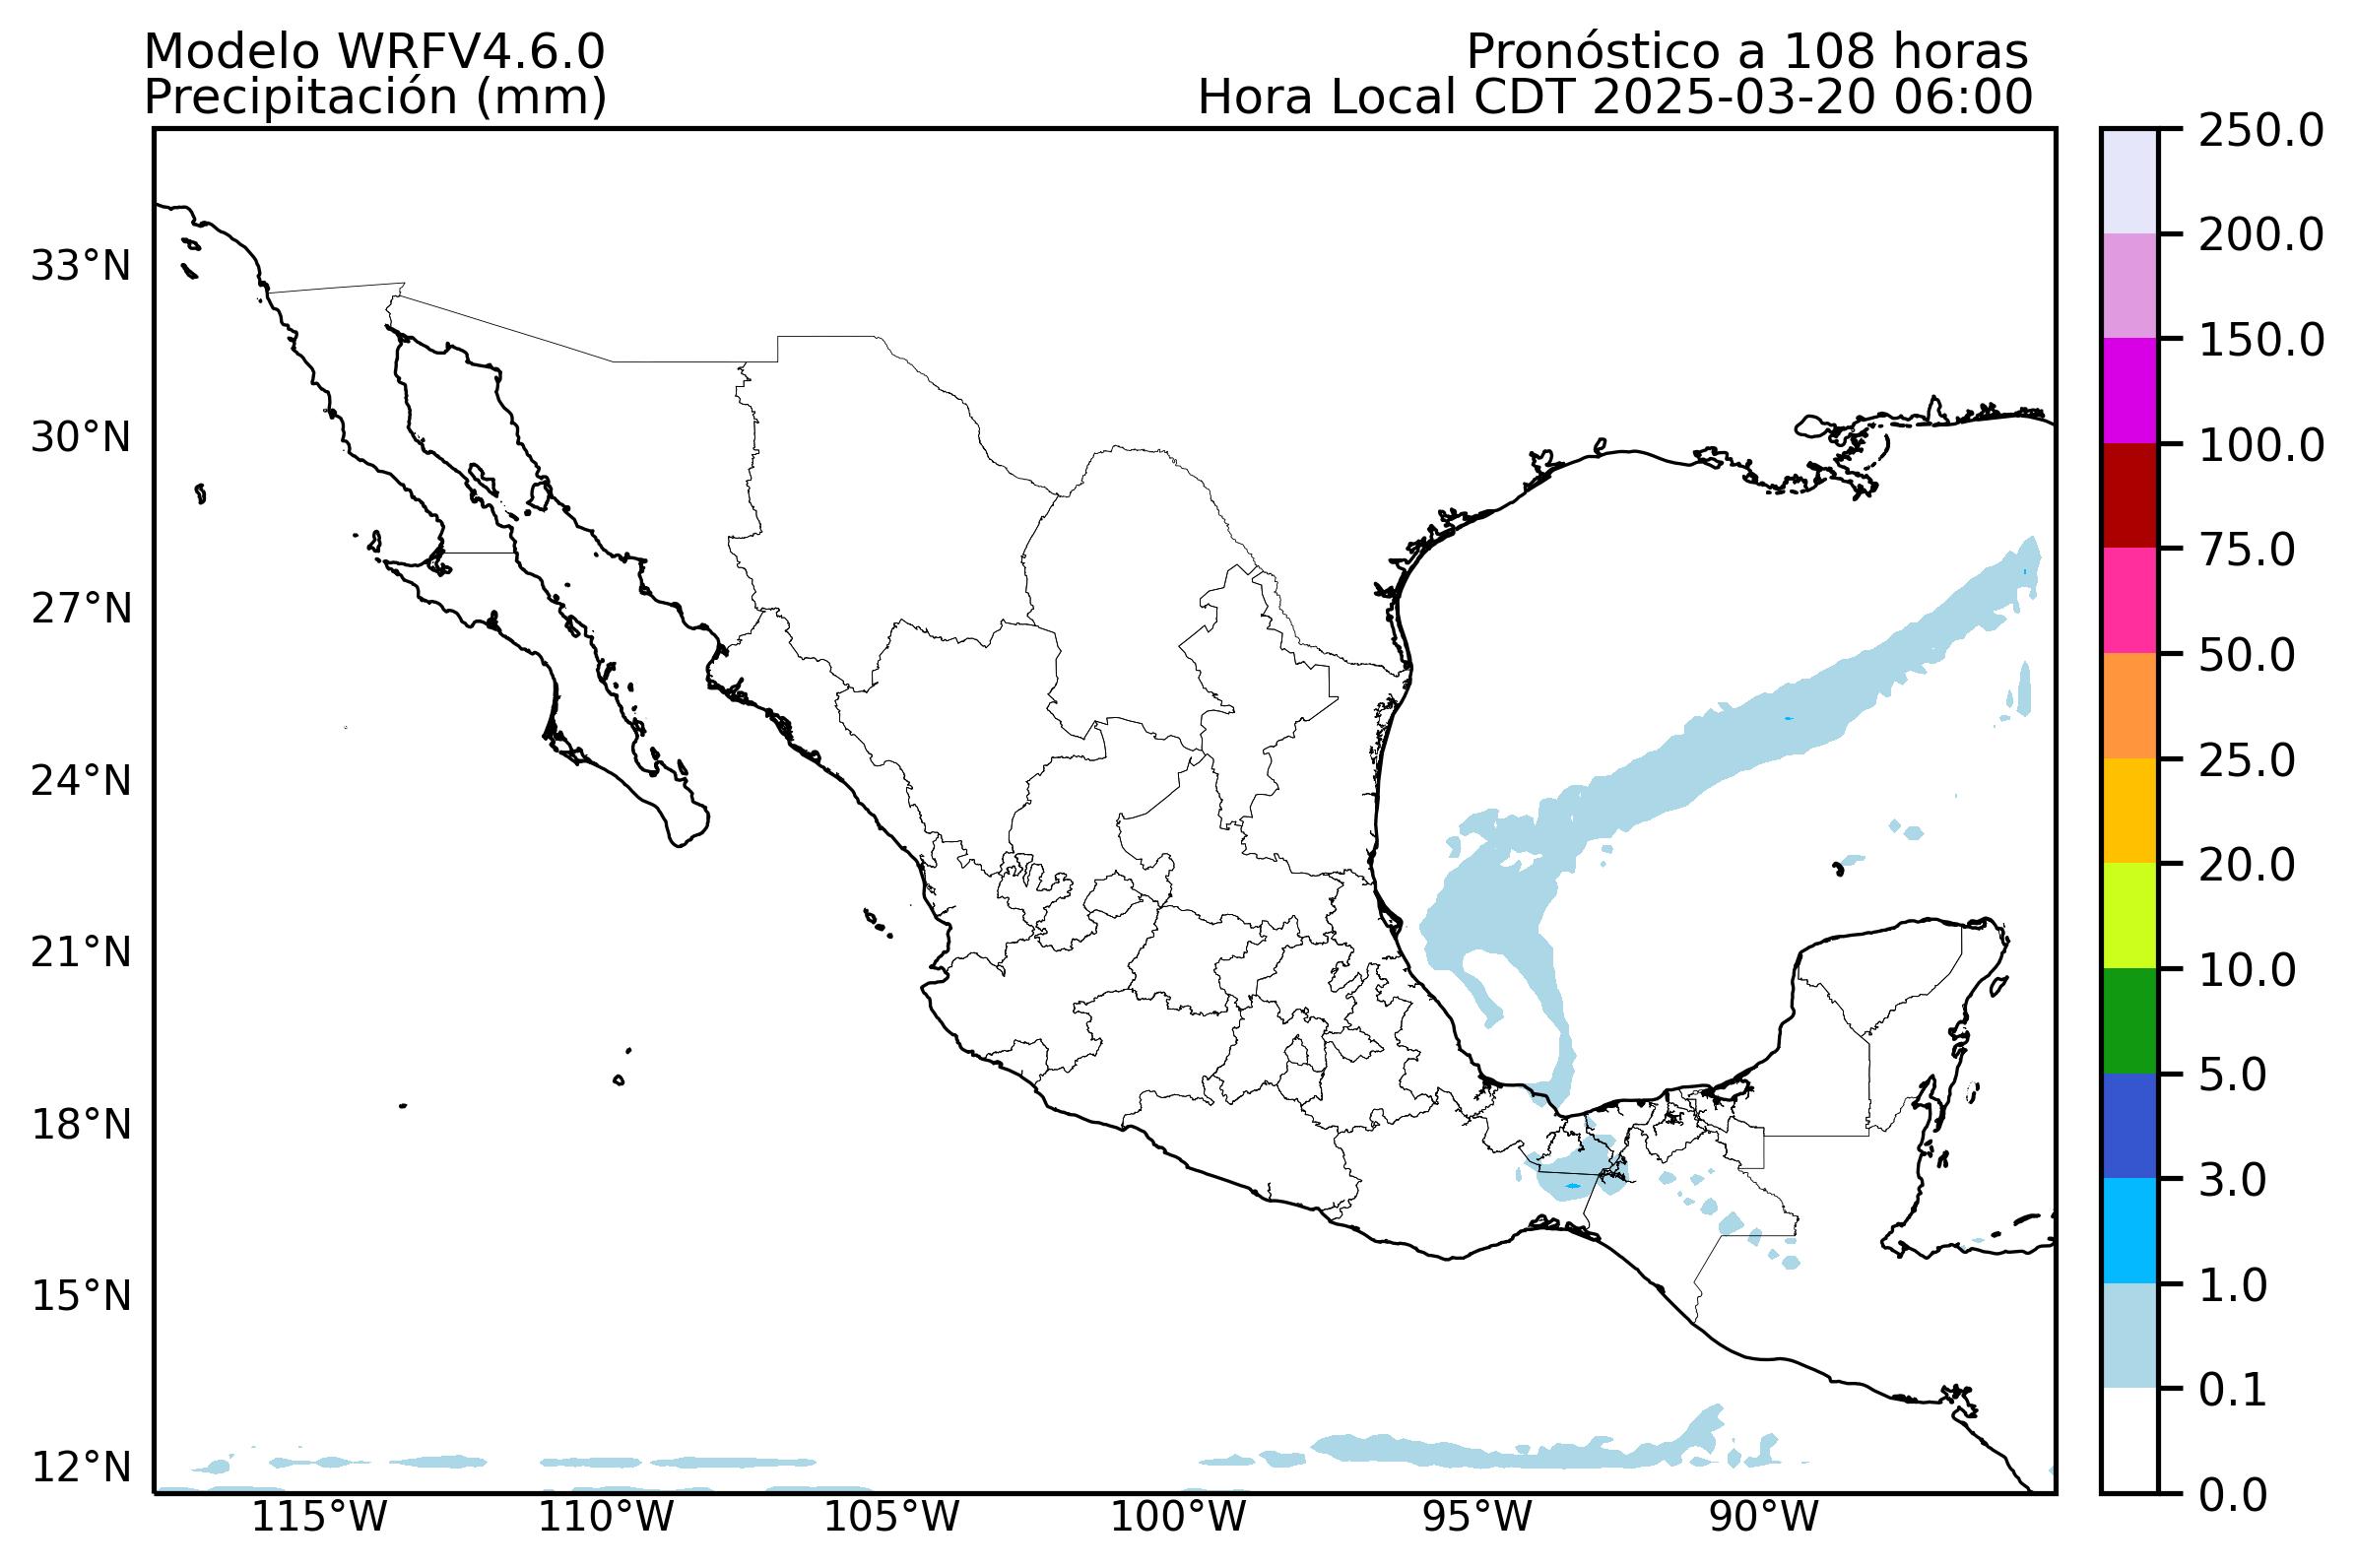 Modelo WRFV4.6.0
Precipitación (mm)
Pronóstico a 108 horas
Hora Local CDT 2025-03-20 06:00
33°N
30°N
27°N
24°N
21°N
18°N
15°N
12°N
115°W
110°W
105°W
100°W
95°W
90°W
250.0
200.0
150.0
100.0
75.0
50.0
25.0
20.0
10.0
5.0
3.0
1.0
0.1
0.0